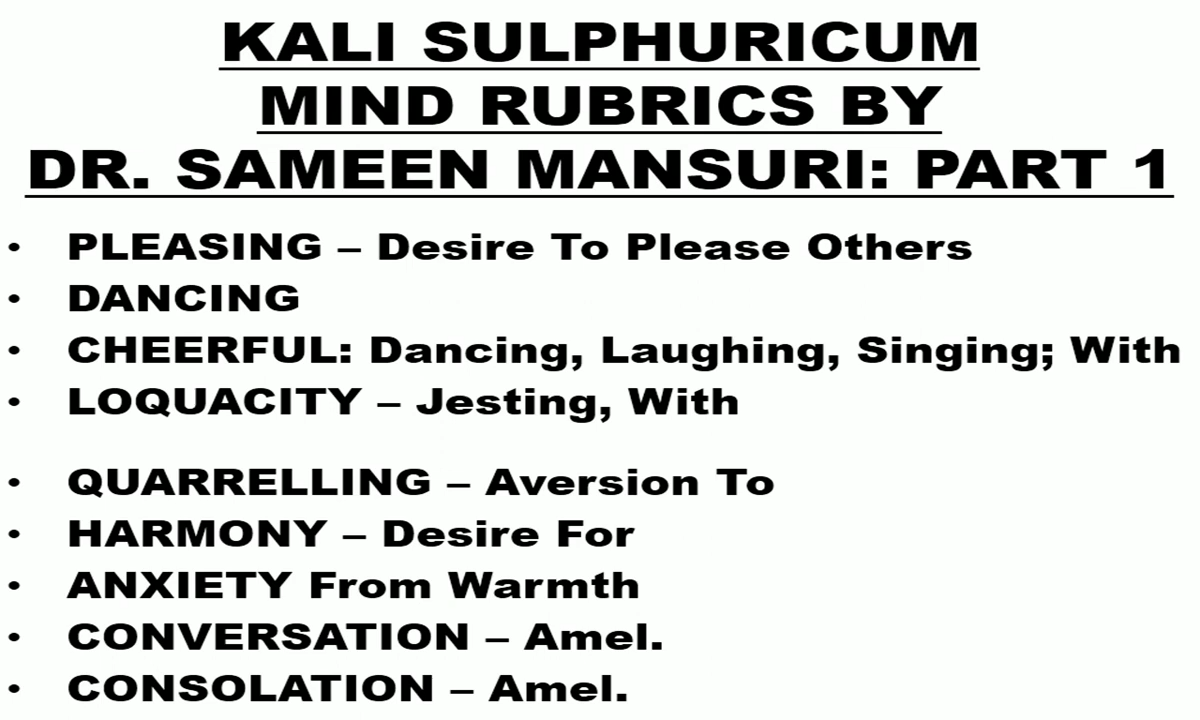 KALI SULPHURICUM
MIND RUBRICS BY
DR. SAMEEN MANSURI: PART 1
• PLEASING – Desire To Please Others
• DANCING
• CHEERFUL: Dancing, Laughing, Singing; With
• LOQUACITY – Jesting, With
• QUARRELLING – Aversion To
• HARMONY – Desire For
• ANXIETY From Warmth
• CONVERSATION – Amel.
• CONSOLATION – Amel.